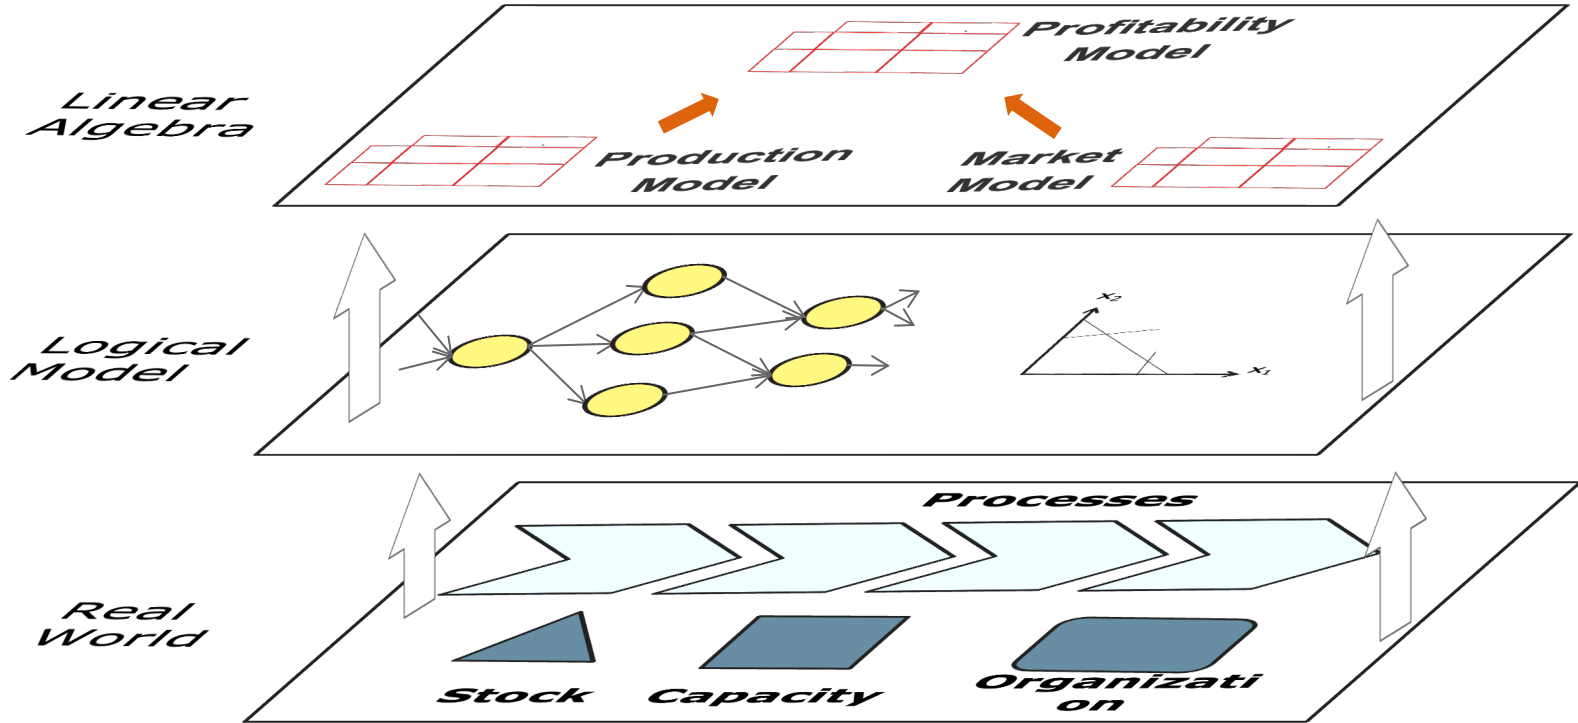 Profitability
Model
Linear
Algebra
Production
Model
Market
Model
Logical
Model
x₂
x₁
Processes
Real
World
Stock
Capacity
Organizati
on